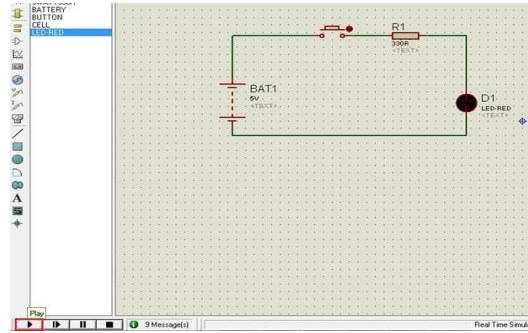 BATTERY
BUTTON
CELL
LED-RED
R1
330R
<TEXT>
BAT1
6V
<TEXT>
D1
LED-RED
<TEXT>
A
S
Play
9 Message(s)
Real Time Simul